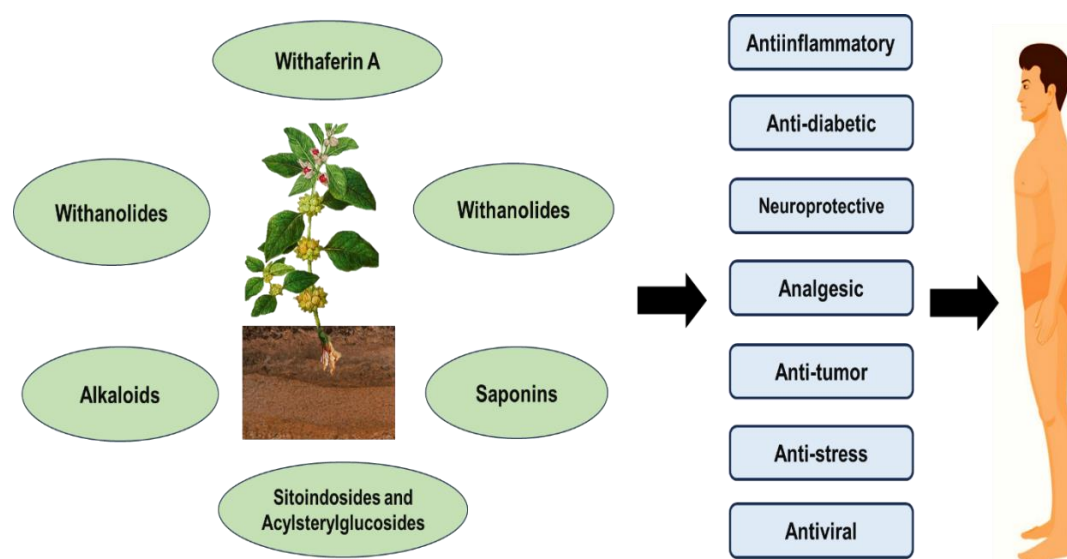 Withaferin A
Withanolides
Withanolides
Alkaloids
Saponins
Sitoindosides and
Acylsterylglucosides
Antiinflammatory
Anti-diabetic
Neuroprotective
Analgesic
Anti-tumor
Anti-stress
Antiviral